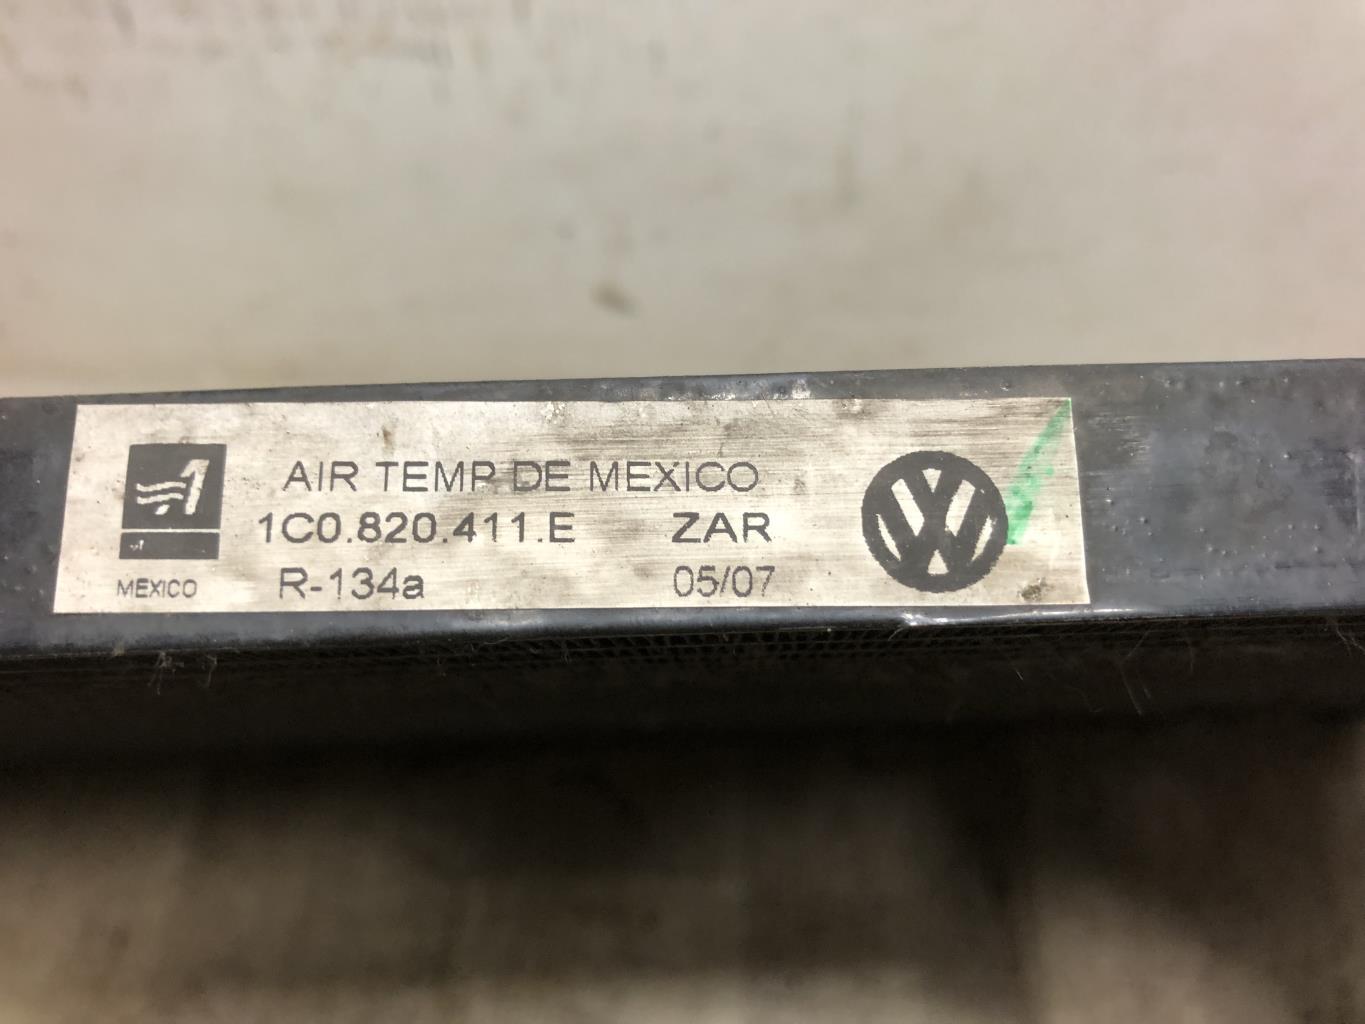 AIR TEMP DE MEXICO
1C0.820.411.E ZAR
MEXICO R-134a 05/07